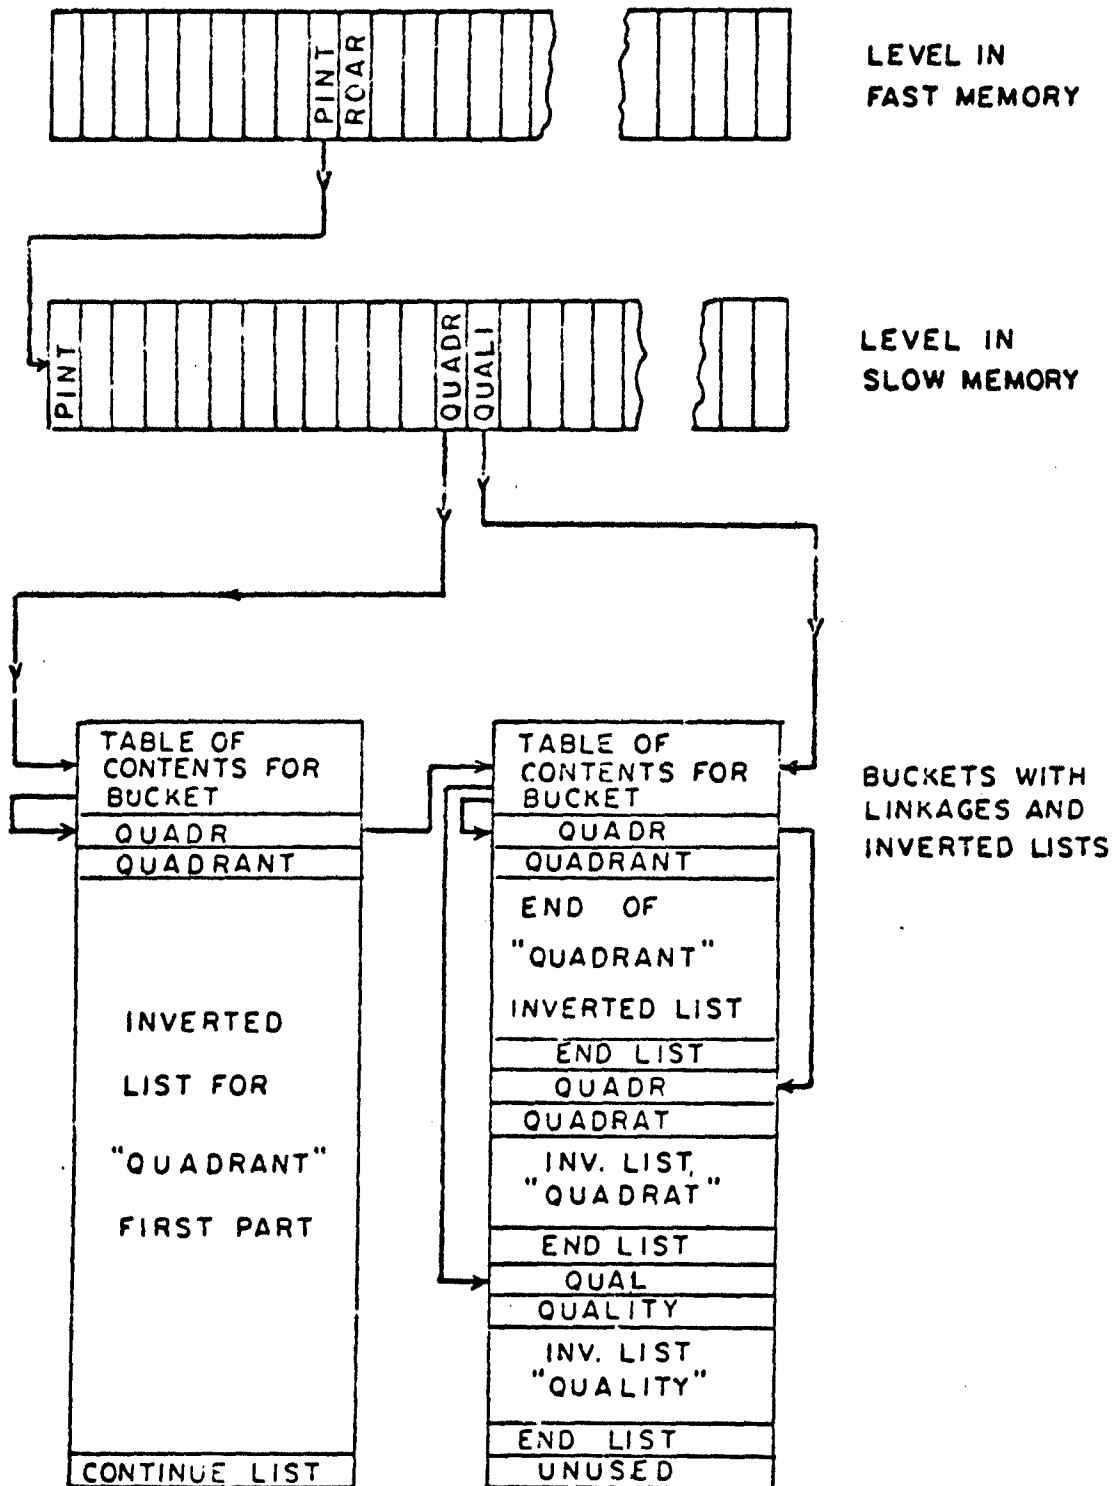 PINT
ROAR
LEVEL IN
FAST MEMORY
PINT
QUADR
QUALI
LEVEL IN
SLOW MEMORY
TABLE OF
CONTENTS FOR
BUCKET
QUADR
QUADRANT
INVERTED
LIST FOR
"QUADRANT"
FIRST PART
CONTINUE LIST
TABLE OF
CONTENTS FOR
BUCKET
QUADR
QUADRANT
END OF
"QUADRANT"
INVERTED LIST
END LIST
QUADR
QUADRAT
INV. LIST,
"QUADRAT"
END LIST
QUAL
QUALITY
INV. LIST
"QUALITY"
END LIST
UNUSED
BUCKETS WITH
LINKAGES AND
INVERTED LISTS